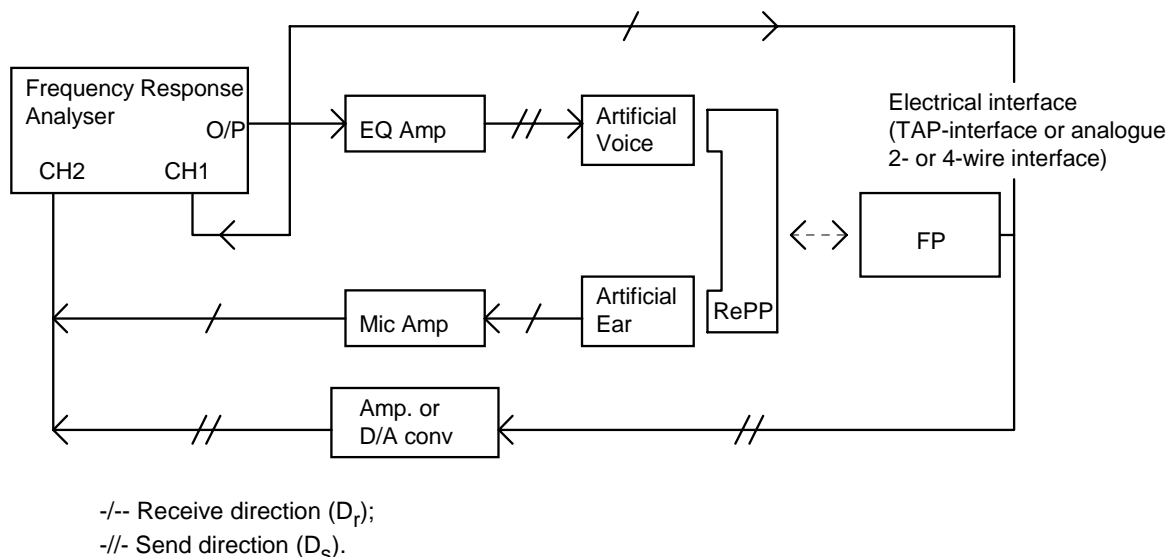 Frequency Response
Analyser
O/P
CH2
CH1
EQ Amp
Artificial
Voice
Electrical interface
(TAP-interface or analogue
2- or 4-wire interface)
FP
Mic Amp
Artificial
Ear
RePP
Amp. or
D/A conv
-/-- Receive direction (Dr);
-//- Send direction (Ds).